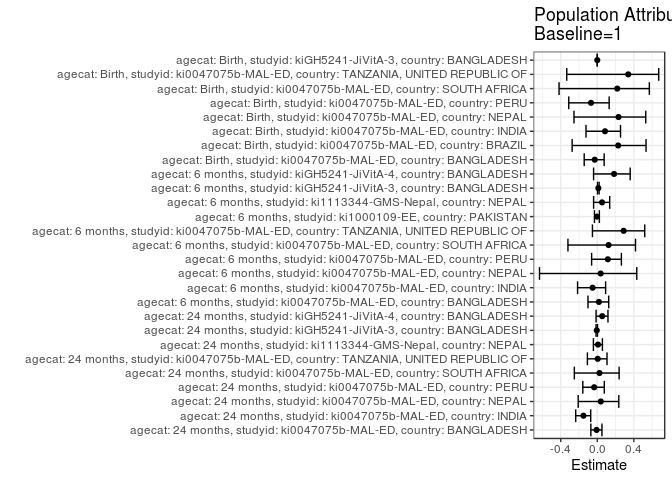 Population Attribu
Baseline=1
agecat: Birth, studyid: kiGH5241-JiVitA-3, country: BANGLADESH
agecat: Birth, studyid: ki0047075b-MAL-ED, country: TANZANIA, UNITED REPUBLIC OF
agecat: Birth, studyid: ki0047075b-MAL-ED, country: SOUTH AFRICA
agecat: Birth, studyid: ki0047075b-MAL-ED, country: PERU
agecat: Birth, studyid: ki0047075b-MAL-ED, country: NEPAL
agecat: Birth, studyid: ki0047075b-MAL-ED, country: INDIA
agecat: Birth, studyid: ki0047075b-MAL-ED, country: BRAZIL
agecat: Birth, studyid: ki0047075b-MAL-ED, country: BANGLADESH
agecat: 6 months, studyid: kiGH5241-JiVitA-4, country: BANGLADESH
agecat: 6 months, studyid: kiGH5241-JiVitA-3, country: BANGLADESH
agecat: 6 months, studyid: ki1113344-GMS-Nepal, country: NEPAL
agecat: 6 months, studyid: ki1000109-EE, country: PAKISTAN
agecat: 6 months, studyid: ki0047075b-MAL-ED, country: TANZANIA, UNITED REPUBLIC OF
agecat: 6 months, studyid: ki0047075b-MAL-ED, country: SOUTH AFRICA
agecat: 6 months, studyid: ki0047075b-MAL-ED, country: PERU
agecat: 6 months, studyid: ki0047075b-MAL-ED, country: NEPAL
agecat: 6 months, studyid: ki0047075b-MAL-ED, country: INDIA
agecat: 6 months, studyid: ki0047075b-MAL-ED, country: BANGLADESH
agecat: 24 months, studyid: kiGH5241-JiVitA-4, country: BANGLADESH
agecat: 24 months, studyid: kiGH5241-JiVitA-3, country: BANGLADESH
agecat: 24 months, studyid: ki1113344-GMS-Nepal, country: NEPAL
agecat: 24 months, studyid: ki0047075b-MAL-ED, country: TANZANIA, UNITED REPUBLIC OF
agecat: 24 months, studyid: ki0047075b-MAL-ED, country: SOUTH AFRICA
agecat: 24 months, studyid: ki0047075b-MAL-ED, country: PERU
agecat: 24 months, studyid: ki0047075b-MAL-ED, country: NEPAL
agecat: 24 months, studyid: ki0047075b-MAL-ED, country: INDIA
agecat: 24 months, studyid: ki0047075b-MAL-ED, country: BANGLADESH
-0.4 0.0 0.4
Estimate